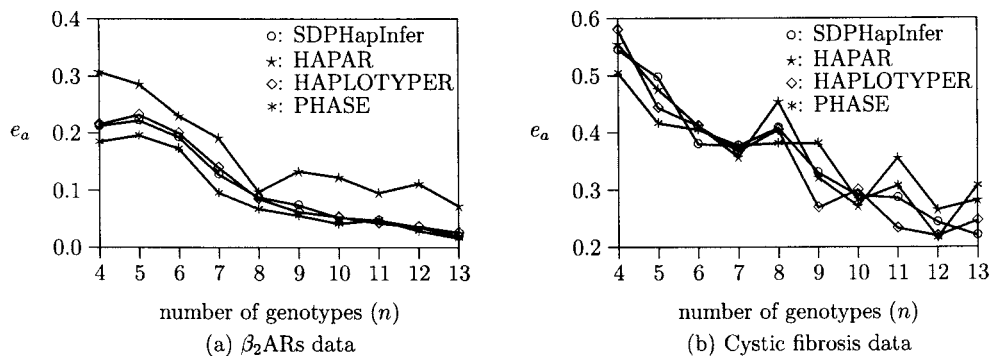 0.4
0.3
0.2
0.1
0.0
e_a
○: SDPHapInfer
★: HAPAR
◇: HAPLOTYPER
*: PHASE
4 5 6 7 8 9 10 11 12 13
number of genotypes (n)
(a) β₂ARs data
0.6
0.5
0.4
0.3
0.2
e_a
○: SDPHapInfer
★: HAPAR
◇: HAPLOTYPER
*: PHASE
4 5 6 7 8 9 10 11 12 13
number of genotypes (n)
(b) Cystic fibrosis data